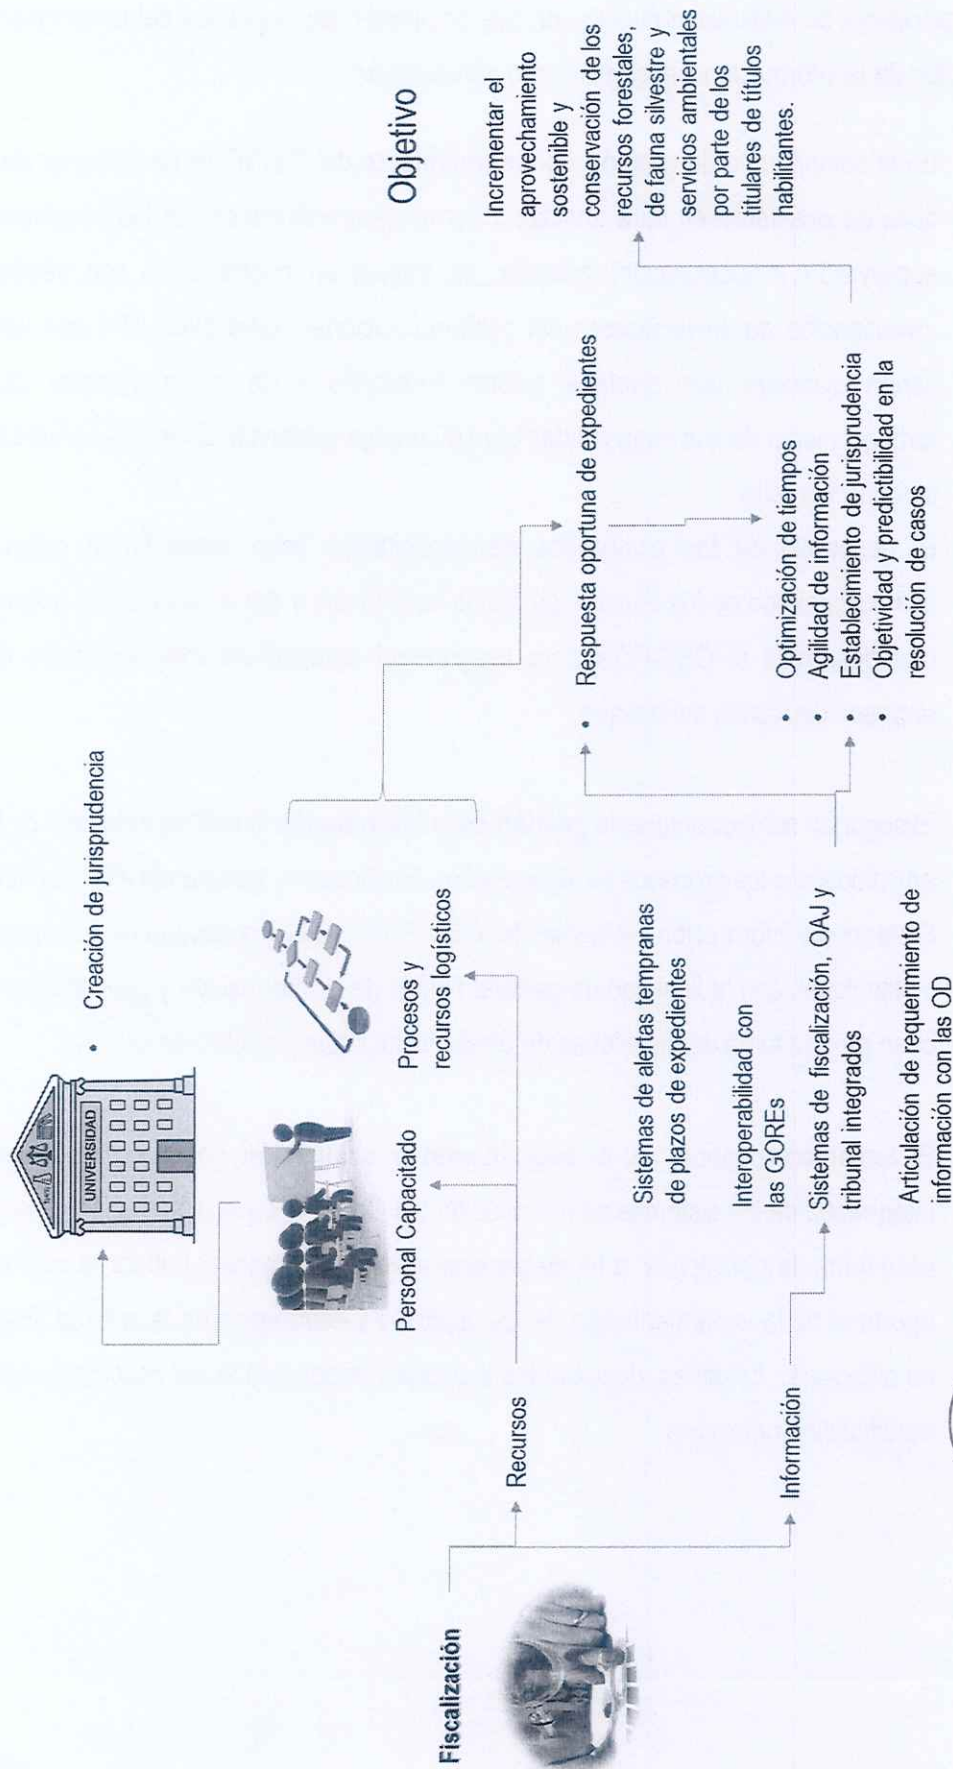 Fiscalización
Recursos
Información
UNIVERSIDAD
• Creación de jurisprudencia
Personal Capacitado
Procesos y
recursos logísticos
Sistemas de alertas tempranas
de plazos de expedientes
Interoperabilidad con
las GOREs
Sistemas de fiscalización, OAJ y
tribunal integrados
Articulación de requerimiento de
información con las OD
• Respuesta oportuna de expedientes
• Optimización de tiempos
• Agilidad de información
• Establecimiento de jurisprudencia
Objetividad y predictibilidad en la
resolución de casos
Objetivo
Incrementar el
aprovechamiento
sostenible y
conservación de los
recursos forestales,
de fauna silvestre y
servicios ambientales
por parte de los
titulares de títulos
habilitantes.